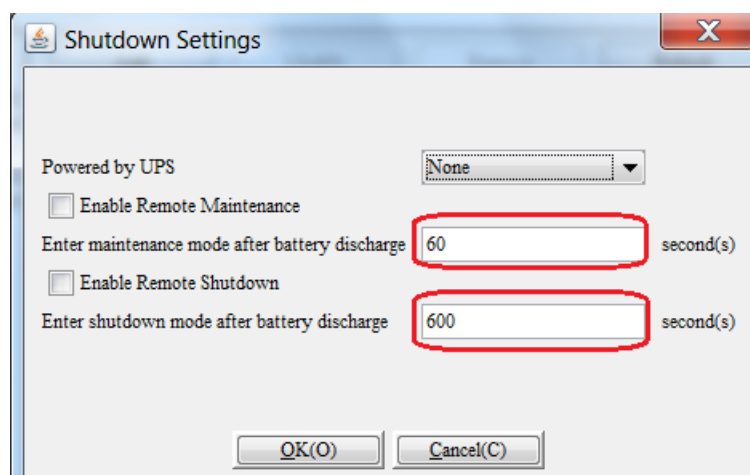 Shutdown Settings
X
Powered by UPS None
Enable Remote Maintenance
Enter maintenance mode after battery discharge 60 second(s)
Enable Remote Shutdown
Enter shutdown mode after battery discharge 600 second(s)
OK(O) Cancel(C)